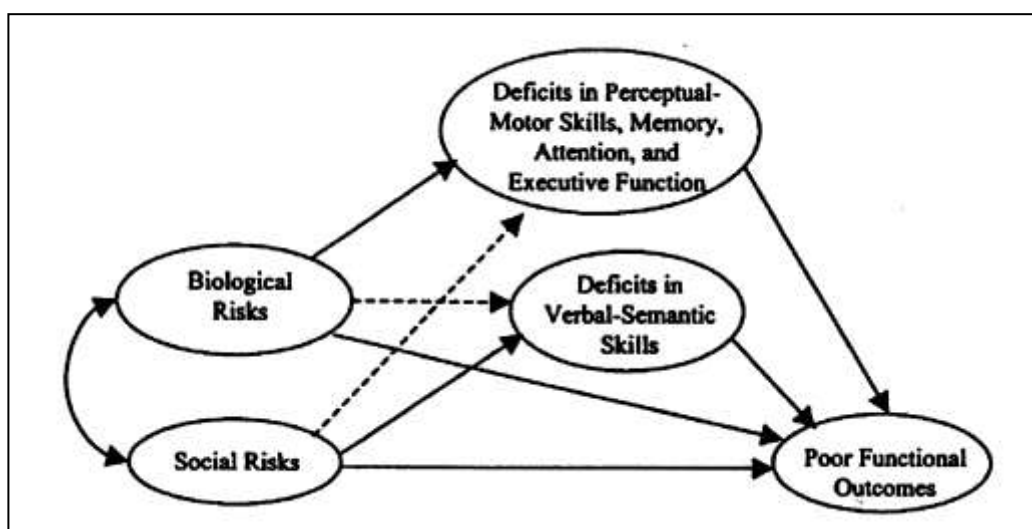 Deficits in Perceptual-
Motor Skills, Memory,
Attention, and
Executive Function
Biological
Risks
Deficits in
Verbal-Semantic
Skills
Social Risks
Poor Functional
Outcomes